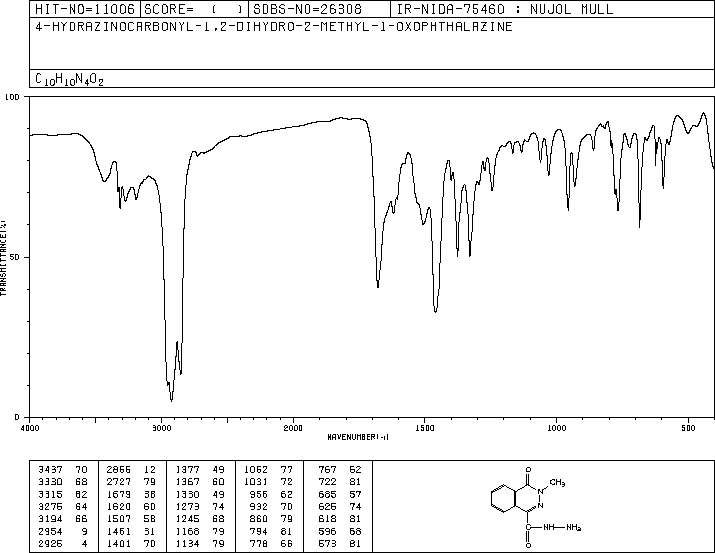 HIT-NO=11006 SCORE= ( ) SDBS-NO=26308 IR-NIDA-75460 : NUJOL MULL
4-HYDRAZINOCARBONYL-1,2-DIHYDRO-2-METHYL-1-OXOPHTHALAZINE
C10H10N4O2
100
50
0
TRANSMITTANCE(%)
4000 3000 2000 1500 1000 500
WAVENUMBER(-1)
3437 70 2866 12 1377 49 1062 77 767 62
3330 68 2727 79 1367 60 1031 72 722 81
3315 62 1679 38 1330 49 956 62 685 57
3275 64 1620 60 1273 74 932 70 625 74
3194 66 1507 58 1245 68 860 79 618 81
2954 9 1461 31 1168 79 794 81 596 68
2925 4 1401 70 1134 79 778 66 573 81
O
N CH3
N
C NH NH2
O